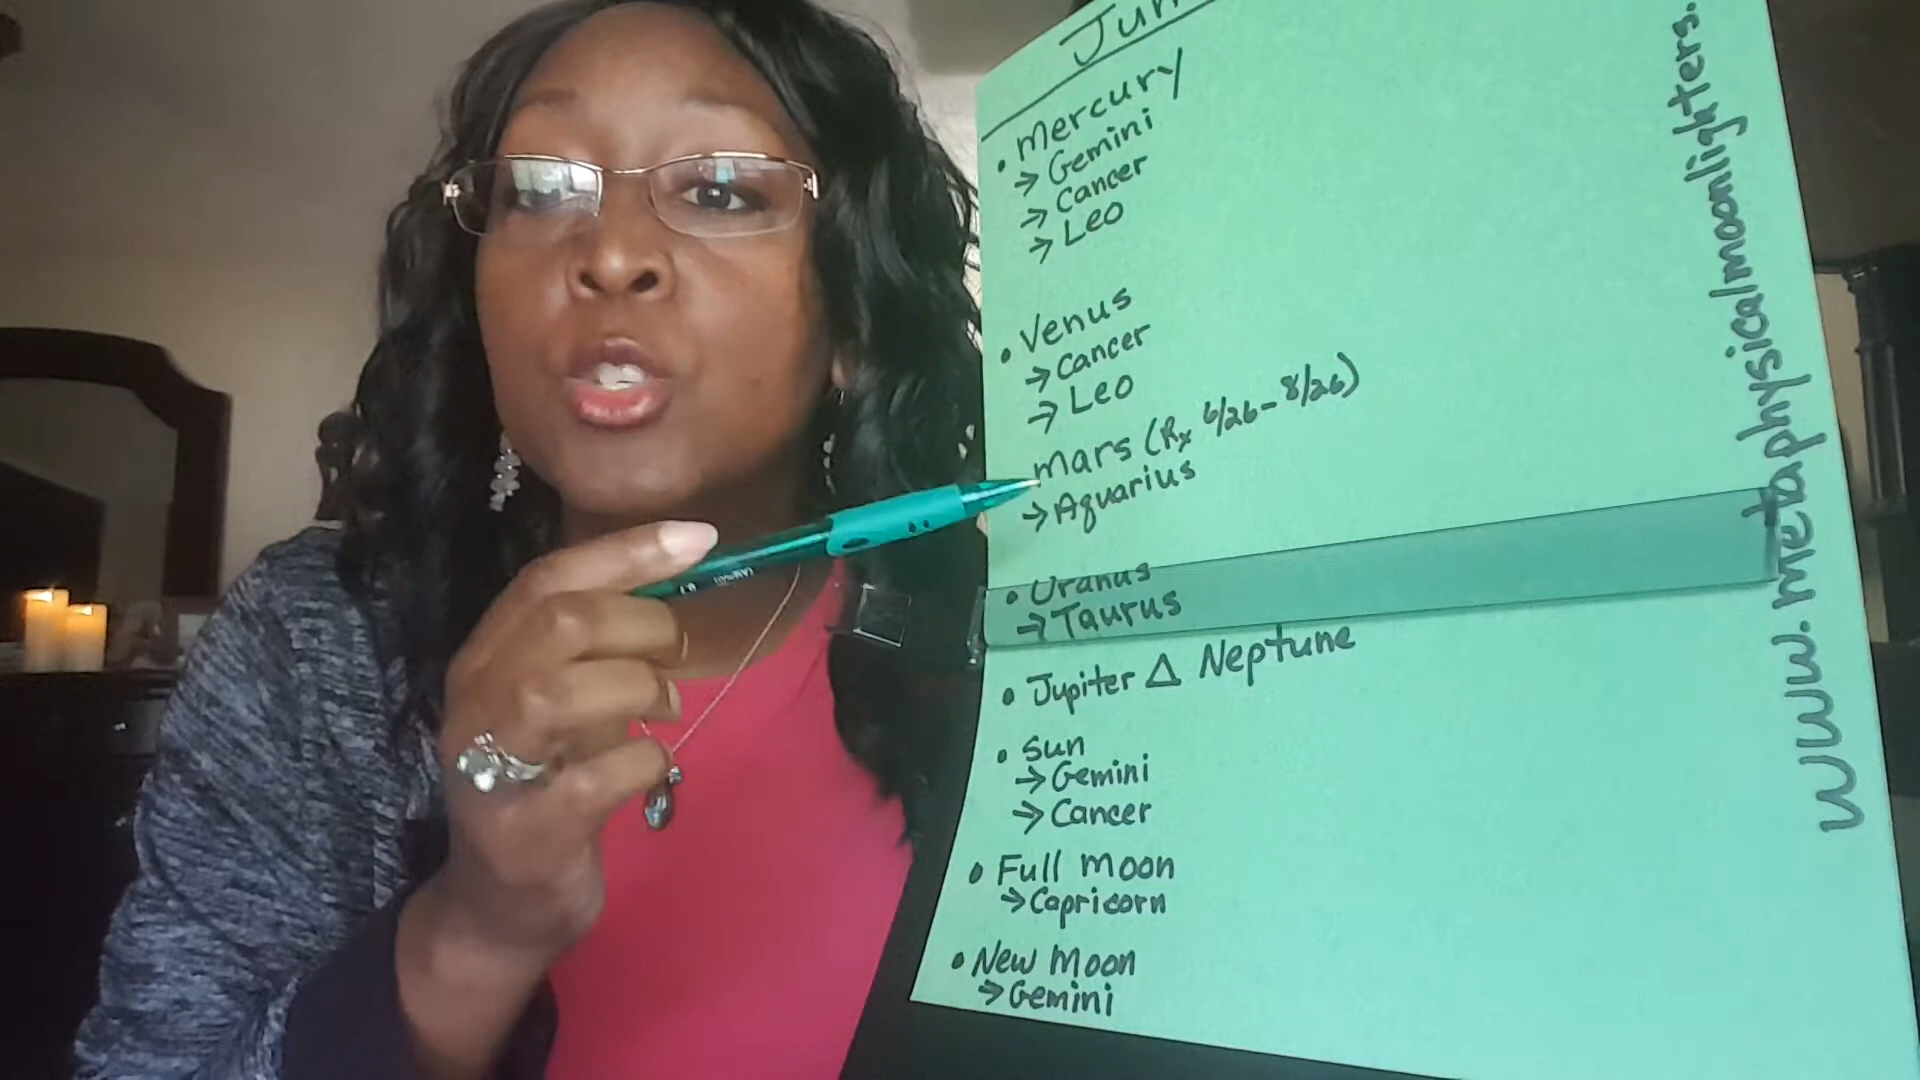 Jun
• Mercury
→ Gemini
→ Cancer
→ Leo
• Venus
→ Cancer
→ Leo
Mars (Rx 6/26-8/26)
→ Aquarius
• Uranus
→ Taurus
• Jupiter △ Neptune
• Sun
→ Gemini
→ Cancer
• Full Moon
→ Capricorn
• New Moon
→ Gemini
www.metaphysicalmoonlighters.